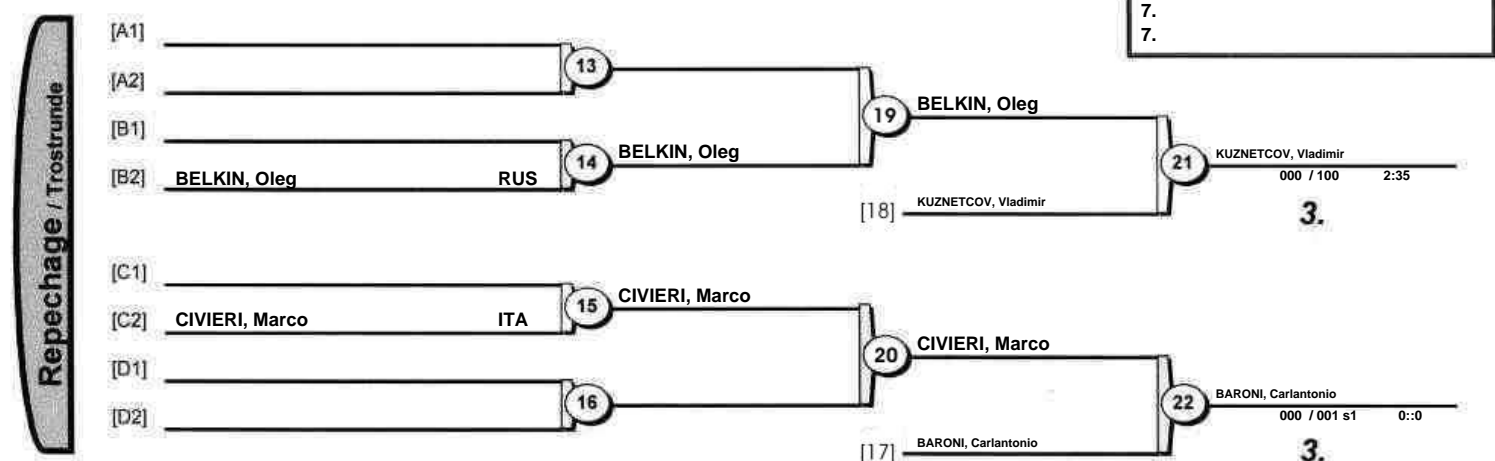 7.
7.
Repechage / Trostrunde
[A1]
13
[A2]
BELKIN, Oleg
19
[B1]
14
BELKIN, Oleg
[B2] BELKIN, Oleg RUS
21
KUZNETCOV, Vladimir
000 / 100 2:35
[18] KUZNETCOV, Vladimir
3.
[C1]
15
CIVIERI, Marco
[C2] CIVIERI, Marco ITA
CIVIERI, Marco
20
[D1]
16
[D2]
22
BARONI, Carlantonio
000 / 001 s1 0::0
[17] BARONI, Carlantonio
3.